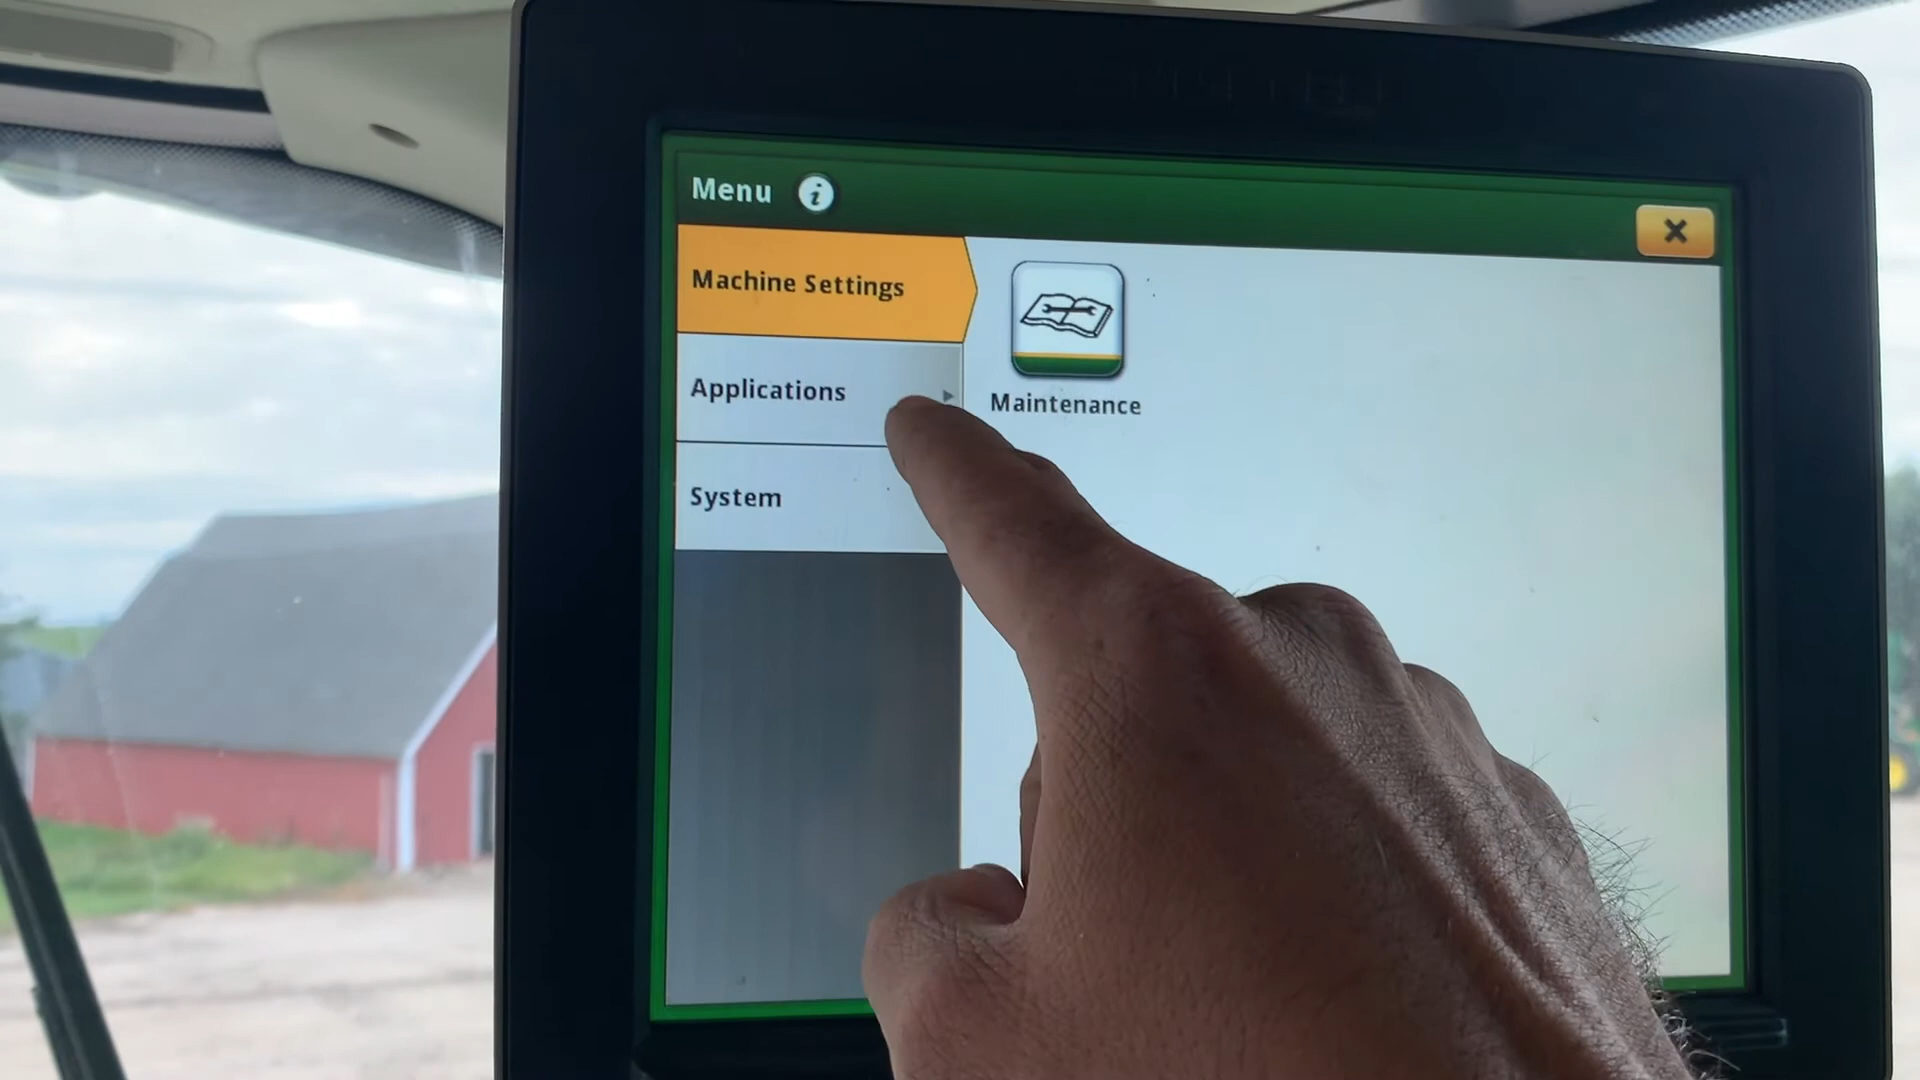 Menu
Machine Settings
Applications
System
Maintenance